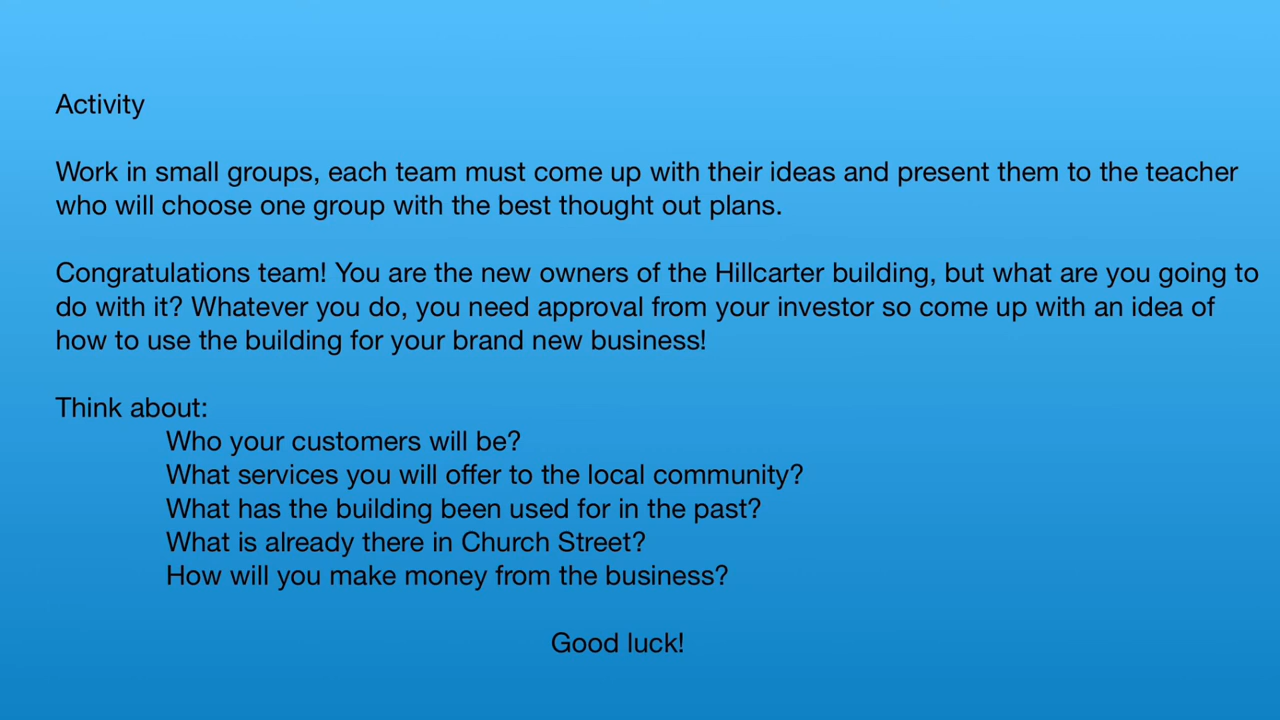 Activity
Work in small groups, each team must come up with their ideas and present them to the teacher
who will choose one group with the best thought out plans.
Congratulations team! You are the new owners of the Hillcarter building, but what are you going to
do with it? Whatever you do, you need approval from your investor so come up with an idea of
how to use the building for your brand new business!
Think about:
Who your customers will be?
What services you will offer to the local community?
What has the building been used for in the past?
What is already there in Church Street?
How will you make money from the business?
Good luck!